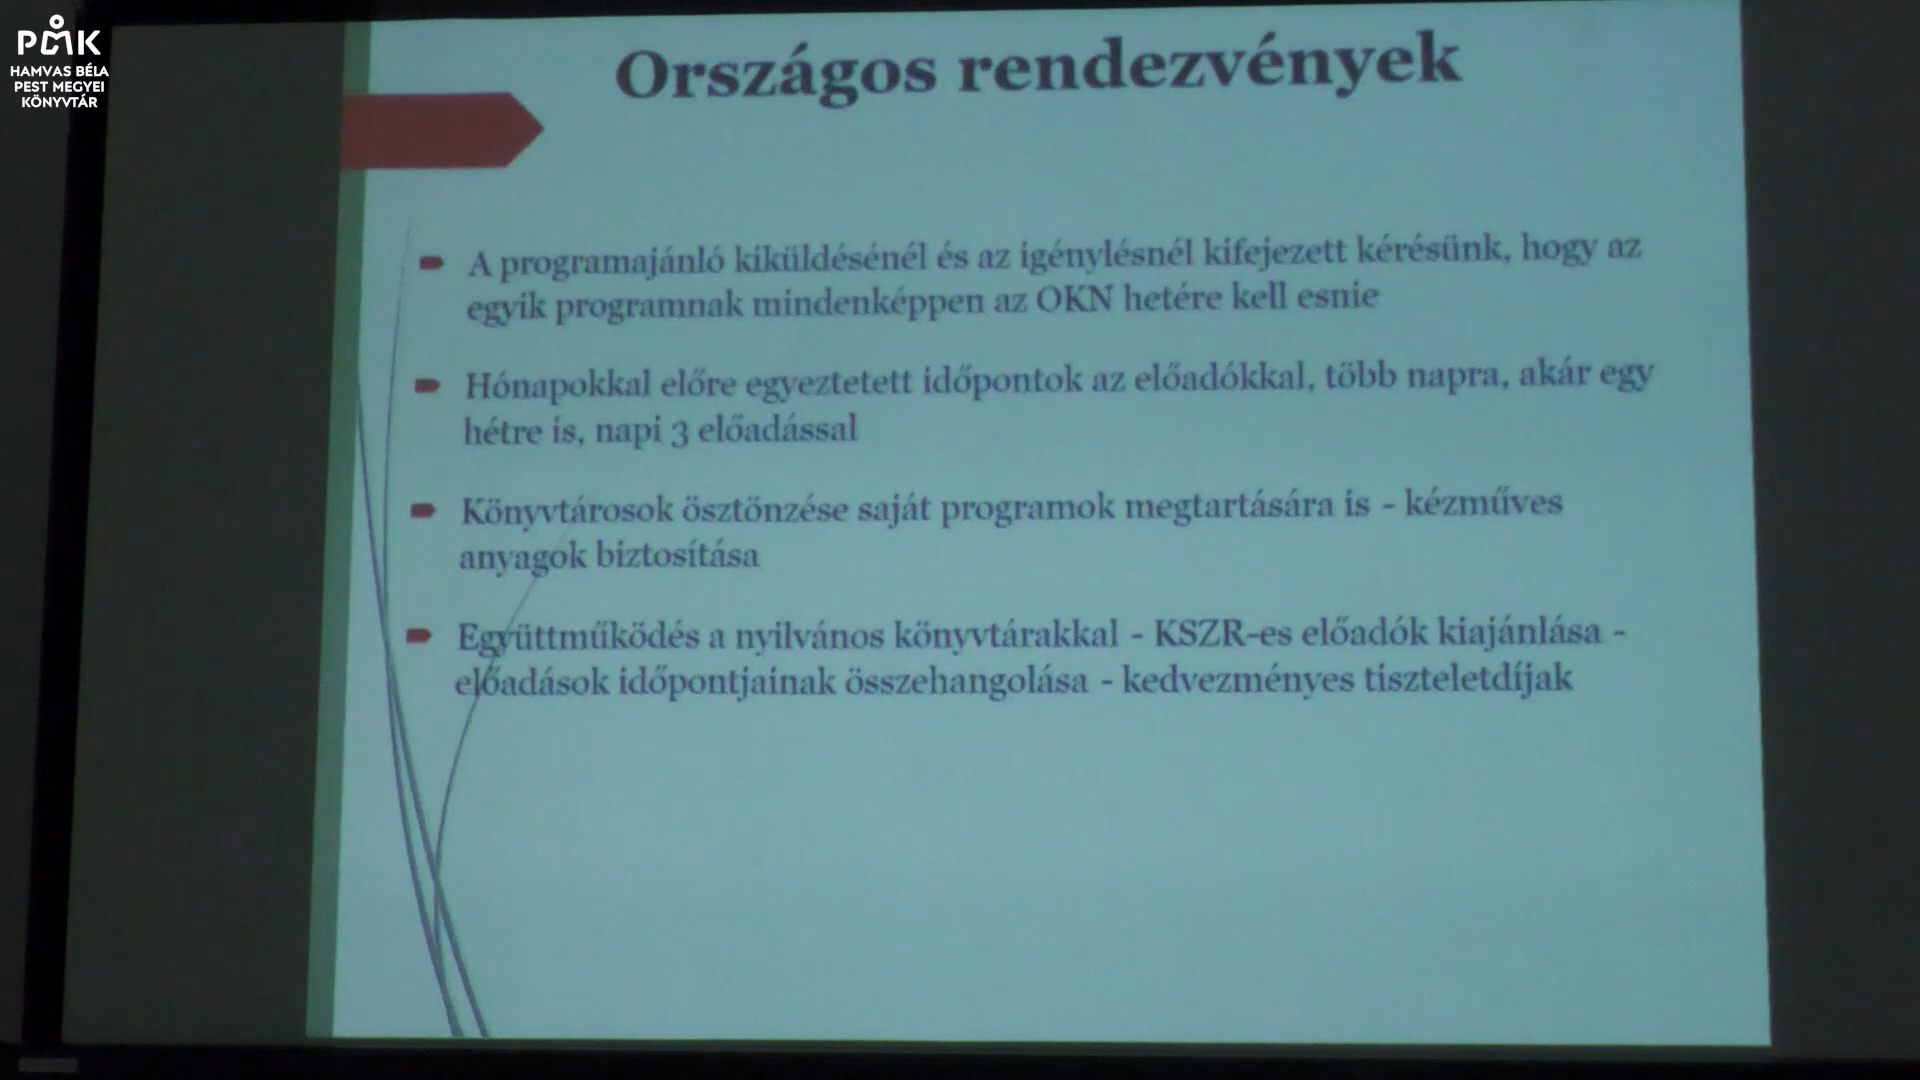 PMK
HAMVAS BÉLA
PEST MEGYEI
KÖNYVTÁR
Országos rendezvények
A programajánló kiküldésénél és az igénylésnél kifejezett kérésünk, hogy az
egyik programnak mindenképpen az OKN hetére kell esnie
Hónapokkal előre egyeztetett időpontok az előadókkal, több napra, akár egy
hétre is, napi 3 előadással
Könyvtárosok ösztönzése saját programok megtartására is - kézműves
anyagok biztosítása
Együttműködés a nyilvános könyvtárakkal - KSZR-es előadók kiajánlása -
előadások időpontjainak összehangolása - kedvezményes tiszteletdíjak